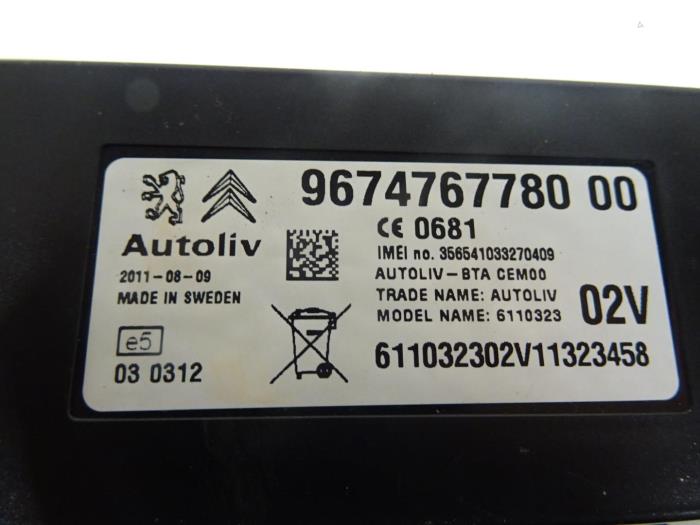 9674767780 00
CE 0681
Autoliv
IMEI no. 356541033270409
2011-08-09
AUTOLIV-BTA CEM00
MADE IN SWEDEN
TRADE NAME: AUTOLIV
MODEL NAME: 6110323
02V
e5
03 0312
611032302V11323458